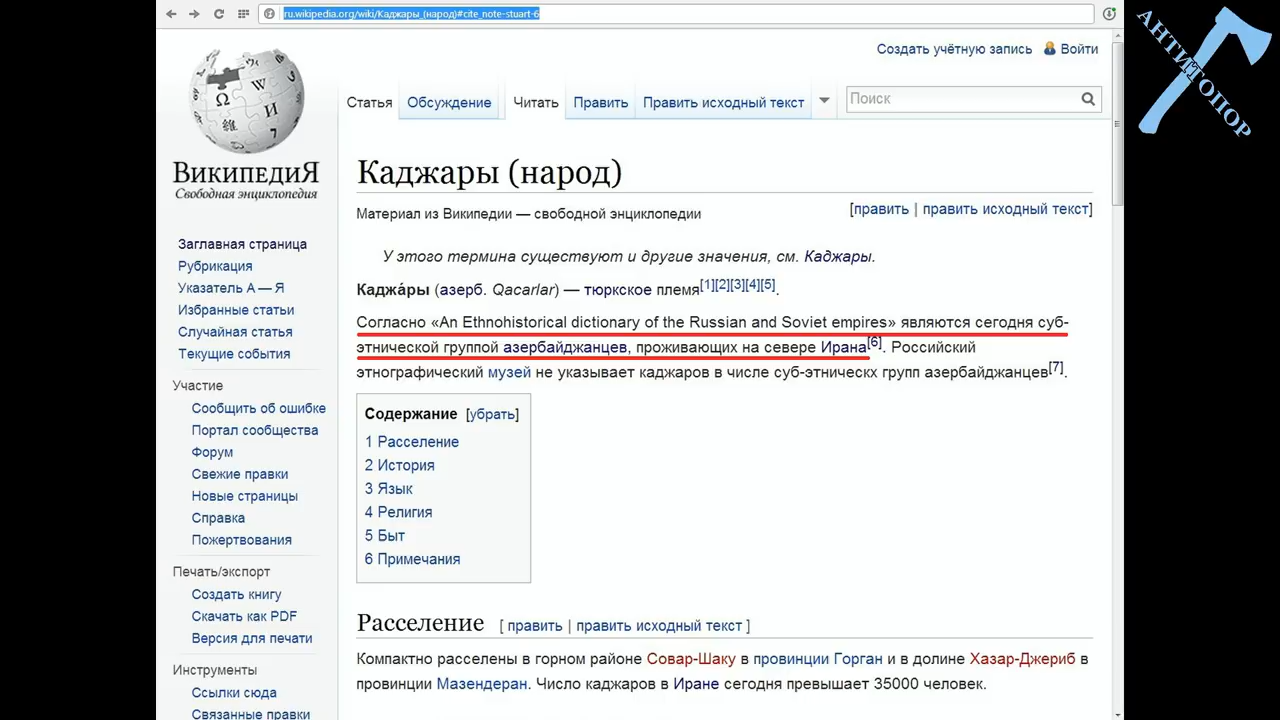 ru.wikipedia.org/wiki/Каджары_(народ)#cite_note-stuart-6
АНТИТОПОР
Создать учётную запись Войти
Статья Обсуждение Читать Править Править исходный текст Поиск
ВикипедиЯ
Свободная энциклопедия
Каджары (народ)
Материал из Википедии — свободной энциклопедии [править | править исходный текст]
У этого термина существуют и другие значения, см. Каджары.
Каджа́ры (азерб. Qacarlar) — тюркское племя[1][2][3][4][5].
Согласно «An Ethnohistorical dictionary of the Russian and Soviet empires» являются сегодня суб-
этнической группой азербайджанцев, проживающих на севере Ирана[6]. Российский
этнографический музей не указывает каджаров в числе суб-этническх групп азербайджанцев[7].
Содержание [убрать]
1 Расселение
2 История
3 Язык
4 Религия
5 Быт
6 Примечания
Расселение [ править | править исходный текст ]
Компактно расселены в горном районе Совар-Шаку в провинции Горган и в долине Хазар-Джериб в
провинции Мазендеран. Число каджаров в Иране сегодня превышает 35000 человек.
Заглавная страница
Рубрикация
Указатель А — Я
Избранные статьи
Случайная статья
Текущие события
Участие
Сообщить об ошибке
Портал сообщества
Форум
Свежие правки
Новые страницы
Справка
Пожертвования
Печать/экспорт
Создать книгу
Скачать как PDF
Версия для печати
Инструменты
Ссылки сюда
Связанные правки